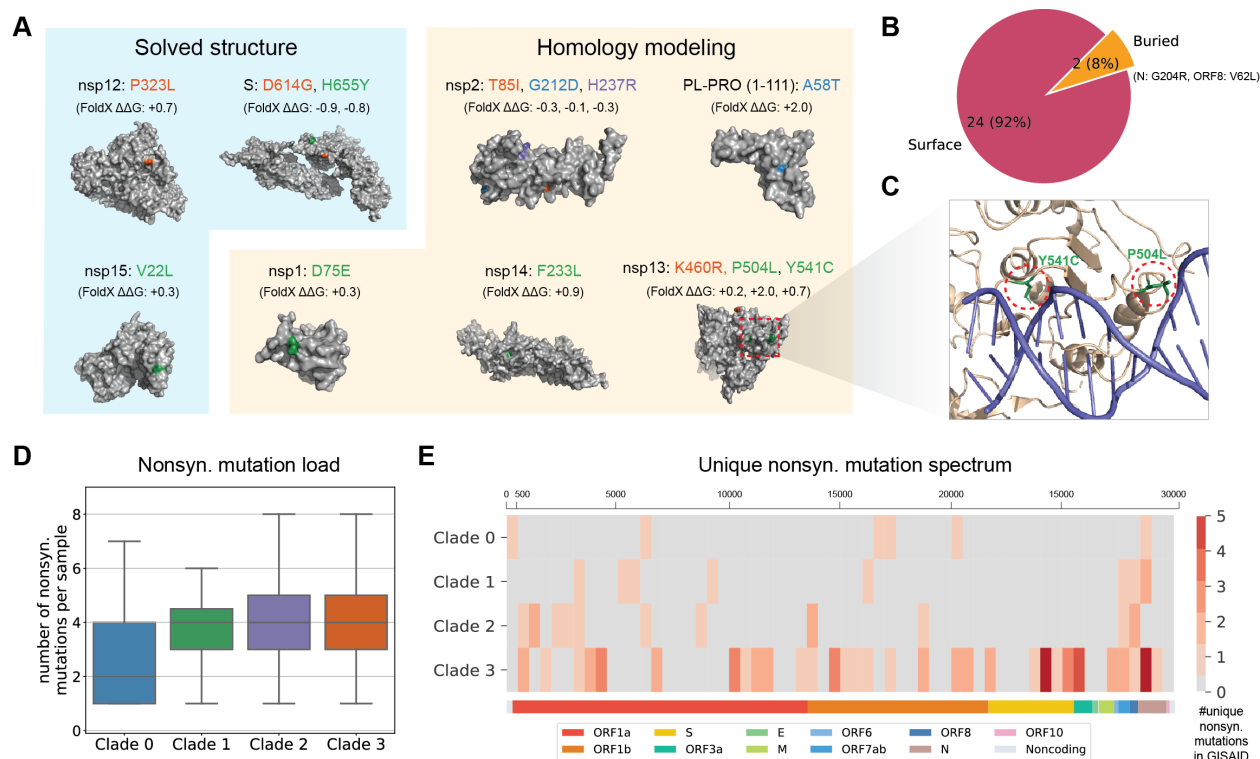 A
Solved structure
Homology modeling
nsp12: P323L
(FoldX ΔΔG: +0.7)
S: D614G, H655Y
(FoldX ΔΔG: -0.9, -0.8)
nsp2: T85I, G212D, H237R
(FoldX ΔΔG: -0.3, -0.1, -0.3)
PL-PRO (1-111): A58T
(FoldX ΔΔG: +2.0)
nsp15: V22L
(FoldX ΔΔG: +0.3)
nsp1: D75E
(FoldX ΔΔG: +0.3)
nsp14: F233L
(FoldX ΔΔG: +0.9)
nsp13: K460R, P504L, Y541C
(FoldX ΔΔG: +0.2, +2.0, +0.7)
B
Buried
2 (8%)
(N: G204R, ORF8: V62L)
24 (92%)
Surface
C
Y541C
P504L
D
Nonsyn. mutation load
number of nonsyn.
mutations per sample
8
6
4
2
0
Clade 0 Clade 1 Clade 2 Clade 3
E
Unique nonsyn. mutation spectrum
0 500 5000 10000 15000 20000 15000 30000
Clade 0
Clade 1
Clade 2
Clade 3
5
4
3
2
1
0
#unique
nonsyn.
mutations
in GISAID
ORF1a S E ORF6 ORF8 ORF10
ORF1b ORF3a M ORF7ab N Noncoding